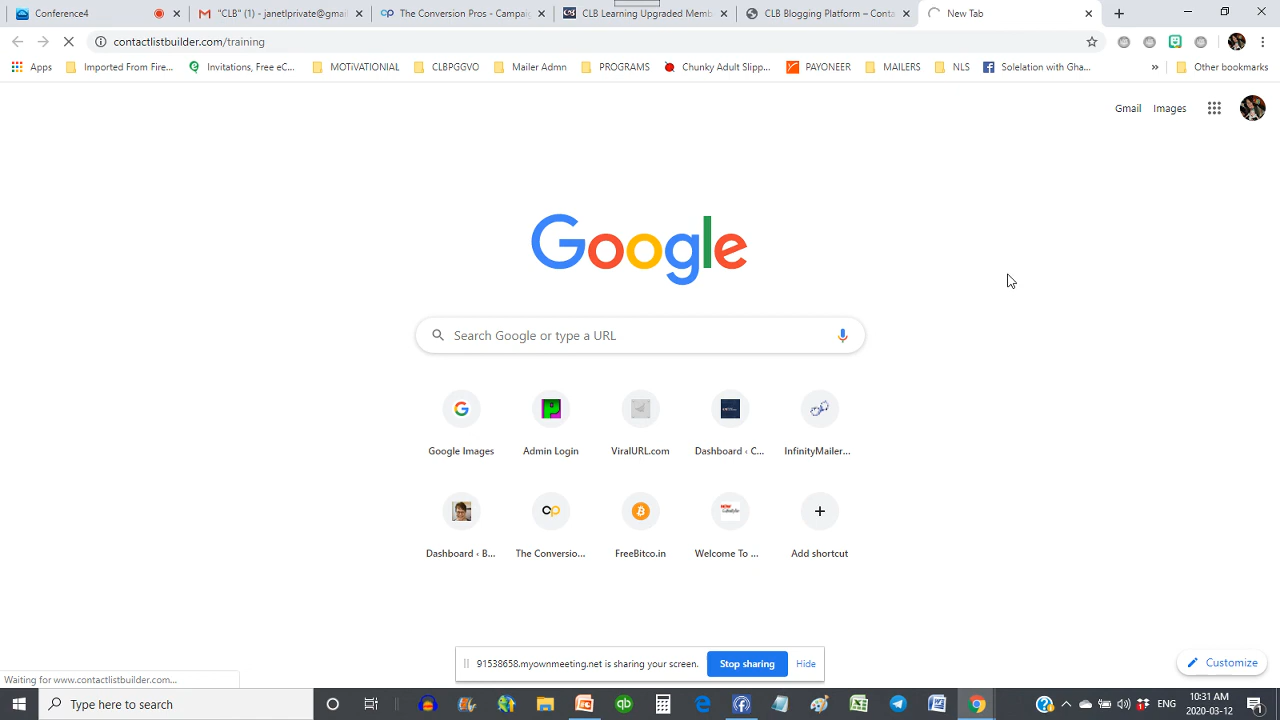 Conference4
"CLB" (1) - janetlprivate@gmai
The Conversion Pros - Campaig
CLB Learning Upgraded Memb
CLB Blogging Platform – Conta
New Tab
contactlistbuilder.com/training
Apps
Imported From Fire...
Invitations, Free eC...
MOTiVATIONIAL
CLBPGGVO
Mailer Admn
PROGRAMS
Chunky Adult Slipp...
PAYONEER
MAILERS
NLS
Solelation with Gha...
»
Other bookmarks
Gmail
Images
Google
Search Google or type a URL
Google Images
Admin Login
ViralURL.com
Dashboard ‹ C...
InfinityMailer...
Dashboard ‹ B...
The Conversio...
FreeBitco.in
Welcome To ...
Add shortcut
91538658.myownmeeting.net is sharing your screen.
Stop sharing
Hide
Customize
Waiting for www.contactlistbuilder.com...
Type here to search
ENG
10:31 AM
2020-03-12